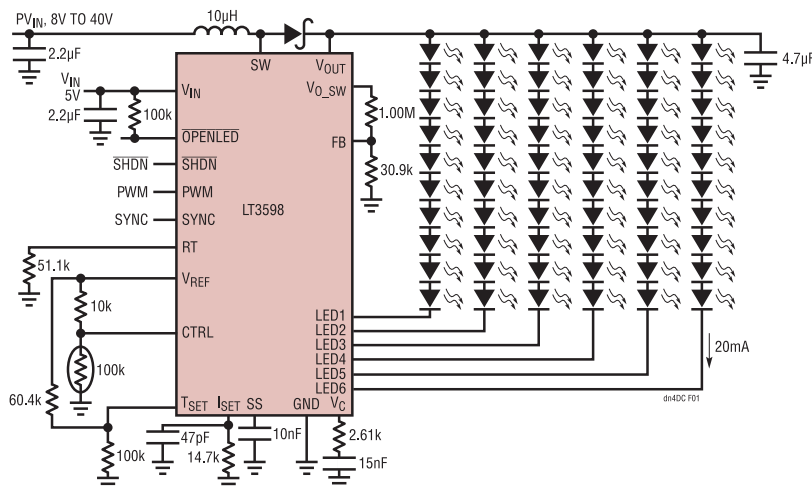 PVIN, 8V TO 40V
10µH
2.2µF
SW
VOUT
4.7µF
VIN
5V
VIN
VO_SW
2.2µF
100k
1.00M
OPENLED
FB
SHDN
SHDN
30.9k
PWM
PWM
LT3598
SYNC
SYNC
RT
51.1k
VREF
10k
LED1
LED2
CTRL
LED3
20mA
LED4
100k
LED5
60.4k
LED6
dn4DC F01
TSET
ISET
SS
GND
VC
47pF
10nF
2.61k
100k
14.7k
15nF